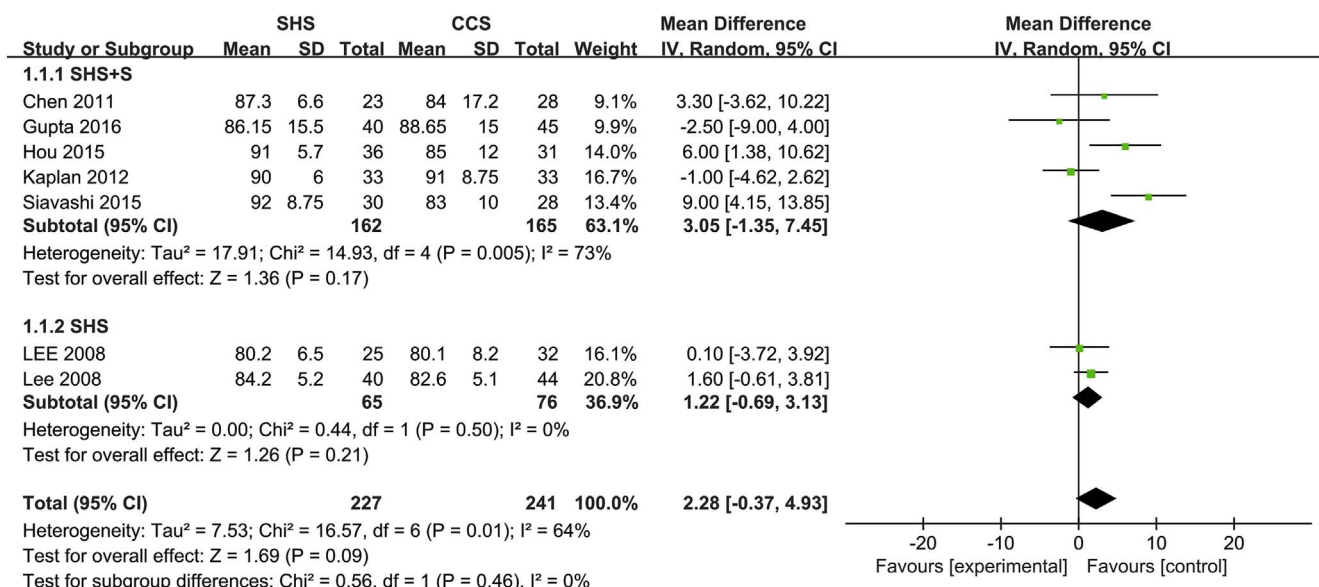 SHS CCS Mean Difference Mean Difference
Study or Subgroup Mean SD Total Mean SD Total Weight IV, Random, 95% CI IV, Random, 95% CI
1.1.1 SHS+S
Chen 2011 87.3 6.6 23 84 17.2 28 9.1% 3.30 [-3.62, 10.22]
Gupta 2016 86.15 15.5 40 88.65 15 45 9.9% -2.50 [-9.00, 4.00]
Hou 2015 91 5.7 36 85 12 31 14.0% 6.00 [1.38, 10.62]
Kaplan 2012 90 6 33 91 8.75 33 16.7% -1.00 [-4.62, 2.62]
Siavashi 2015 92 8.75 30 83 10 28 13.4% 9.00 [4.15, 13.85]
Subtotal (95% CI) 162 165 63.1% 3.05 [-1.35, 7.45]
Heterogeneity: Tau² = 17.91; Chi² = 14.93, df = 4 (P = 0.005); I² = 73%
Test for overall effect: Z = 1.36 (P = 0.17)
1.1.2 SHS
LEE 2008 80.2 6.5 25 80.1 8.2 32 16.1% 0.10 [-3.72, 3.92]
Lee 2008 84.2 5.2 40 82.6 5.1 44 20.8% 1.60 [-0.61, 3.81]
Subtotal (95% CI) 65 76 36.9% 1.22 [-0.69, 3.13]
Heterogeneity: Tau² = 0.00; Chi² = 0.44, df = 1 (P = 0.50); I² = 0%
Test for overall effect: Z = 1.26 (P = 0.21)
Total (95% CI) 227 241 100.0% 2.28 [-0.37, 4.93]
Heterogeneity: Tau² = 7.53; Chi² = 16.57, df = 6 (P = 0.01); I² = 64%
Test for overall effect: Z = 1.69 (P = 0.09)
Test for subgroup differences: Chi² = 0.56, df = 1 (P = 0.46), I² = 0%
-20 -10 0 10 20
Favours [experimental] Favours [control]